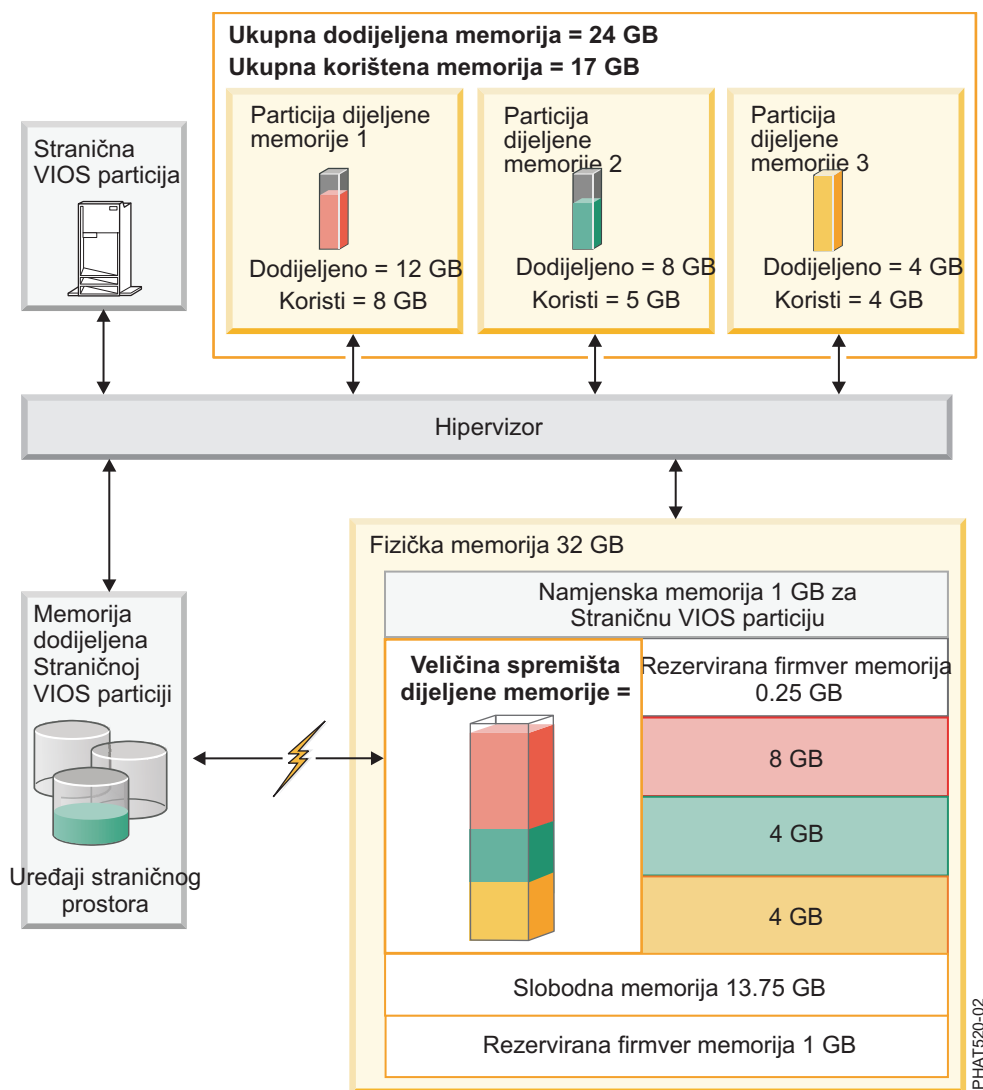 Ukupna dodijeljena memorija = 24 GB
Ukupna korištena memorija = 17 GB
Stranična
VIOS particija
Particija dijeljene
memorije 1
Dodijeljeno = 12 GB
Koristi = 8 GB
Particija
dijeljene
memorije 2
Dodijeljeno = 8 GB
Koristi = 5 GB
Particija
dijeljene
memorije 3
Dodijeljeno = 4 GB
Koristi = 4 GB
Hipervizor
Memorija
dodijeljena
Straničnoj
VIOS particiji
Uređaji straničnog
prostora
Fizička memorija 32 GB
Namjenska memorija 1 GB za
Straničnu VIOS particiju
Veličina spremišta
dijeljene memorije =
Rezervirana firmver memorija
0.25 GB
8 GB
4 GB
4 GB
Slobodna memorija 13.75 GB
Rezervirana firmver memorija 1 GB
PHAT520-02